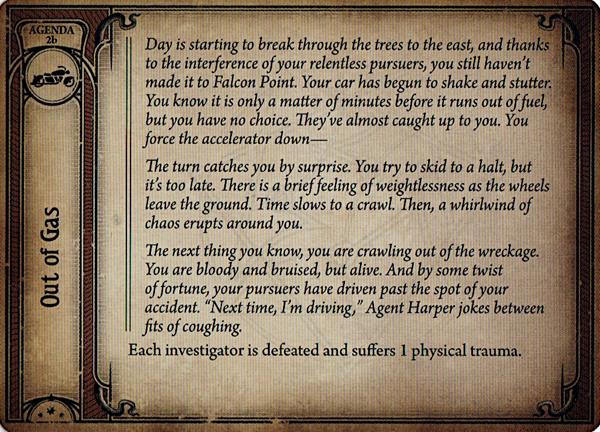 AGENDA
2b
Out of Gas
Day is starting to break through the trees to the east, and thanks
to the interference of your relentless pursuers, you still haven't
made it to Falcon Point. Your car has begun to shake and stutter.
You know it is only a matter of minutes before it runs out of fuel,
but you have no choice. They've almost caught up to you. You
force the accelerator down—
The turn catches you by surprise. You try to skid to a halt, but
it's too late. There is a brief feeling of weightlessness as the wheels
leave the ground. Time slows to a crawl. Then, a whirlwind of
chaos erupts around you.
The next thing you know, you are crawling out of the wreckage.
You are bloody and bruised, but alive. And by some twist
of fortune, your pursuers have driven past the spot of your
accident. “Next time, I'm driving,” Agent Harper jokes between
fits of coughing.
Each investigator is defeated and suffers 1 physical trauma.